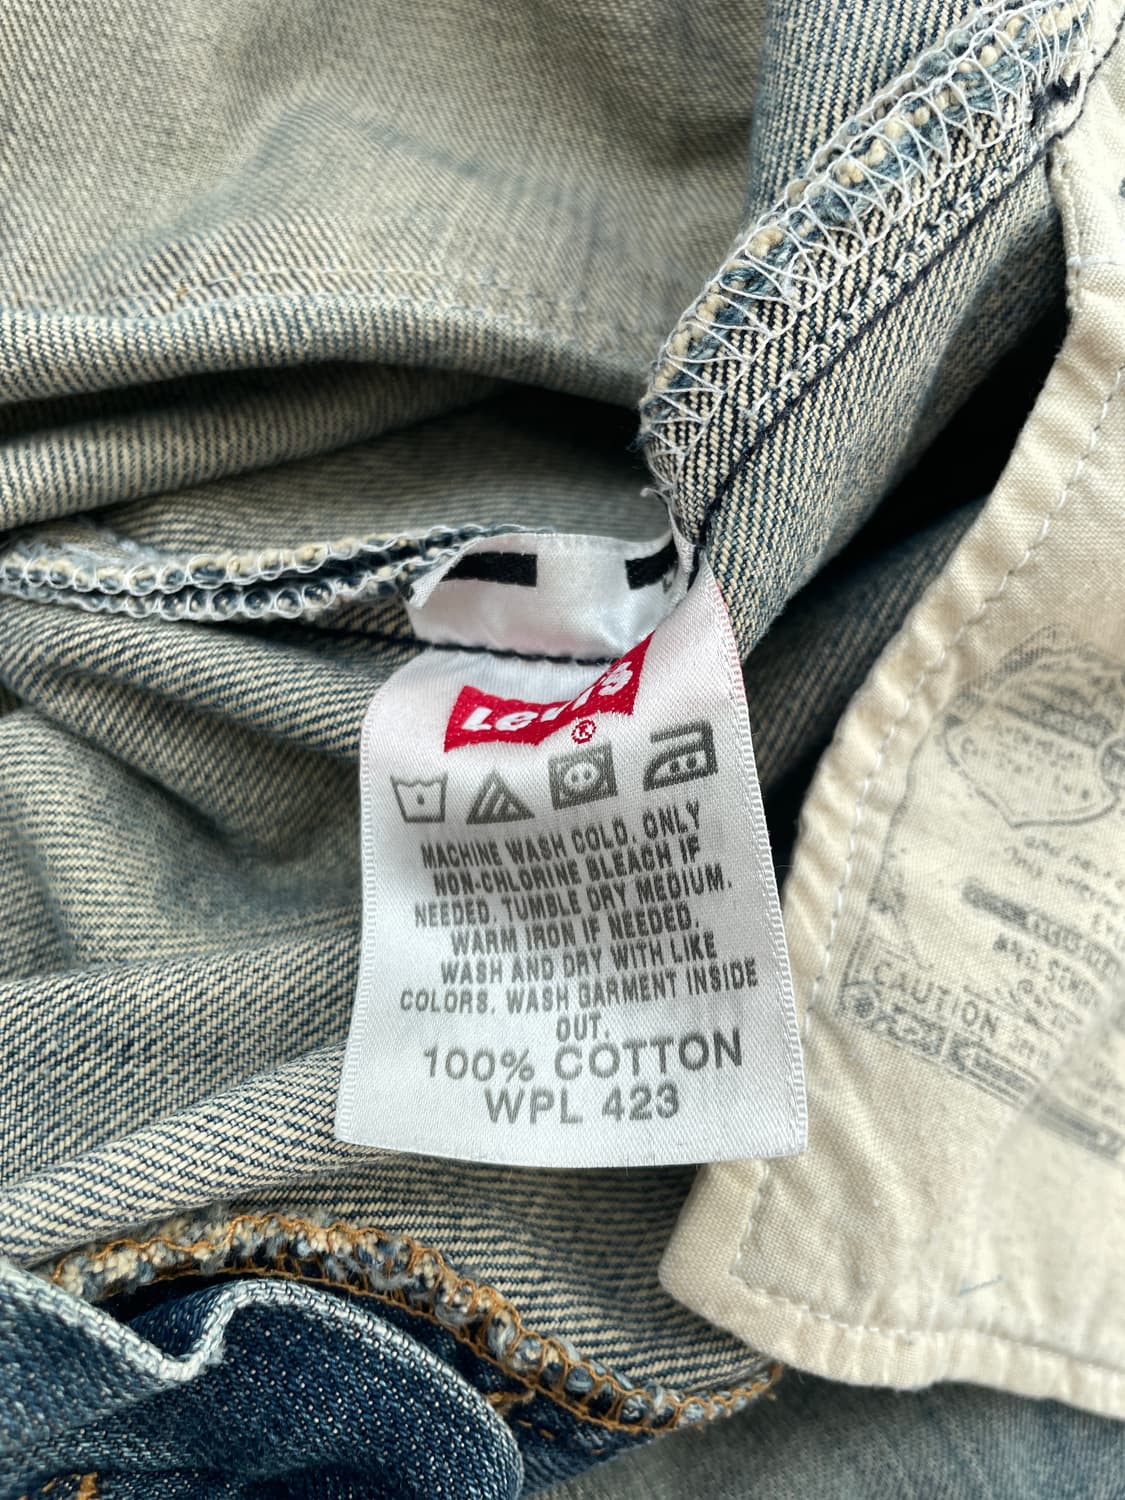 Levi's
®
MACHINE WASH COLD. ONLY
NON-CHLORINE BLEACH IF
NEEDED. TUMBLE DRY MEDIUM.
WARM IRON IF NEEDED.
WASH AND DRY WITH LIKE
COLORS. WASH GARMENT INSIDE
OUT.
100% COTTON
WPL 423
CAUTION